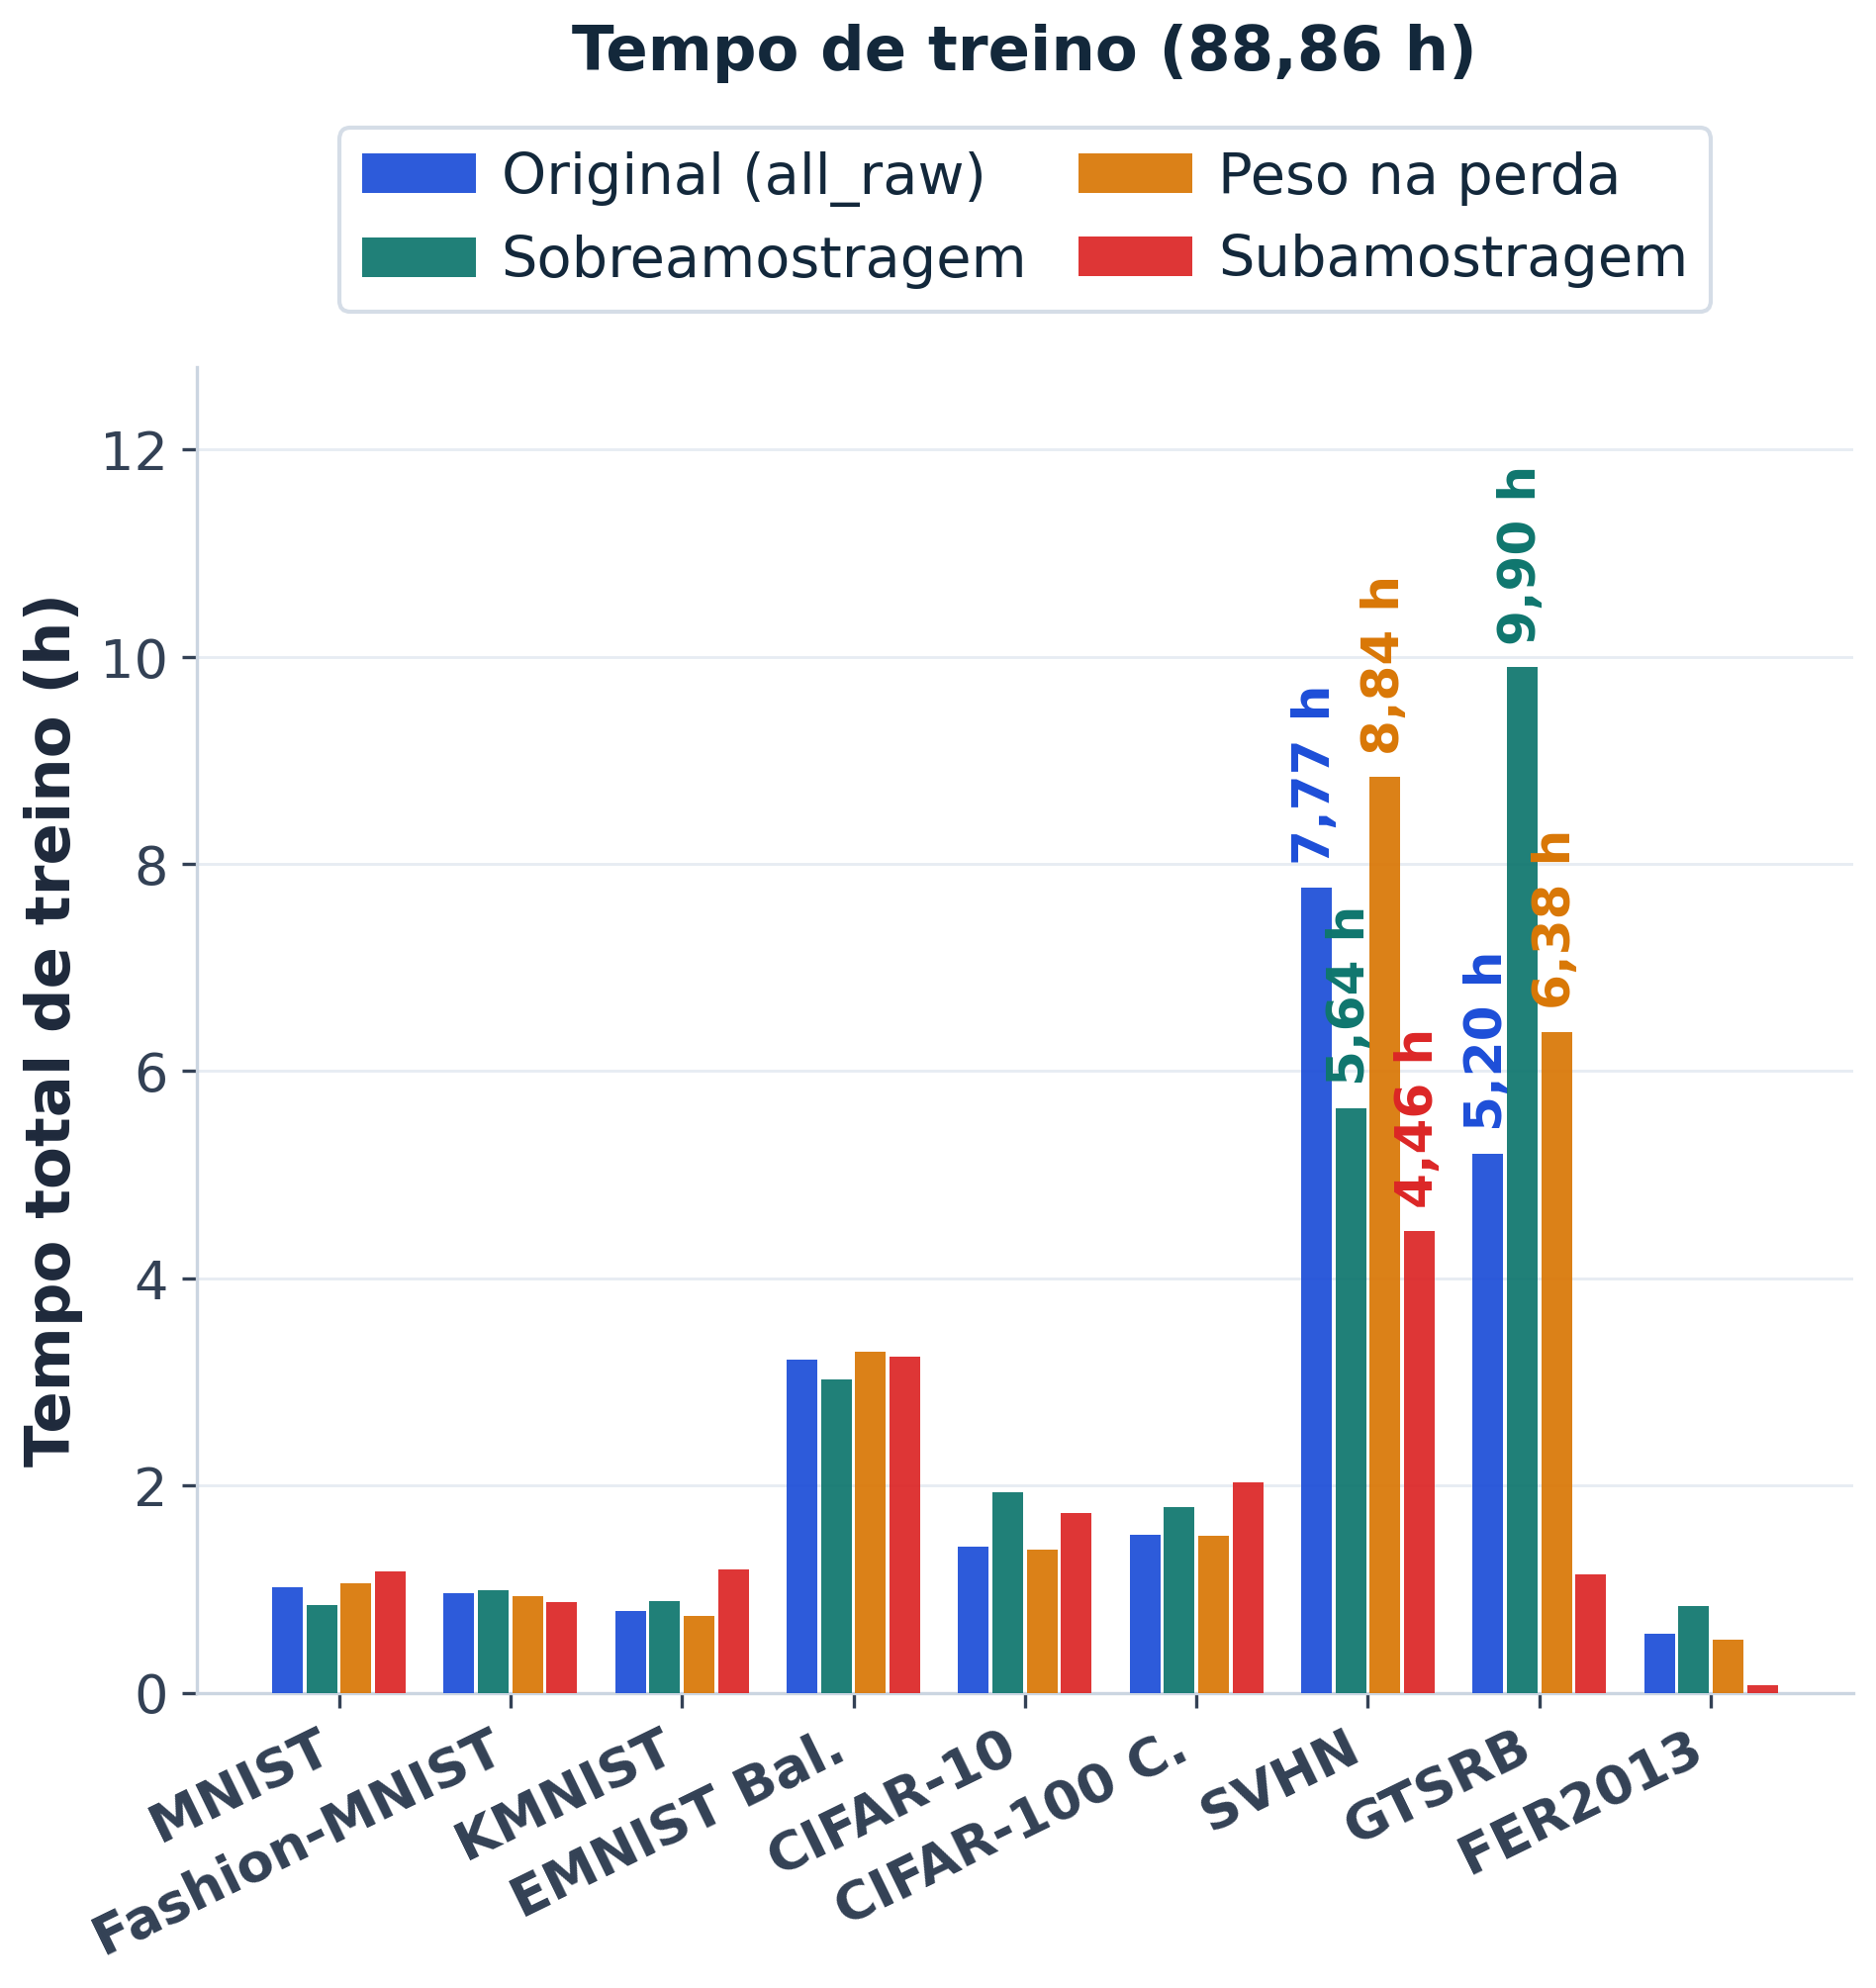 Tempo de treino (88,86 h)
Original (all_raw)
Sobreamostragem
Peso na perda
Subamostragem
Tempo total de treino (h)
12
10
8
6
4
2
0
7,77 h
5,64 h
8,84 h
4,46 h
5,20 h
9,90 h
6,38 h
MNIST
Fashion-MNIST
KMNIST
EMNIST Bal.
CIFAR-10
CIFAR-100 C.
SVHN
GTSRB
FER2013